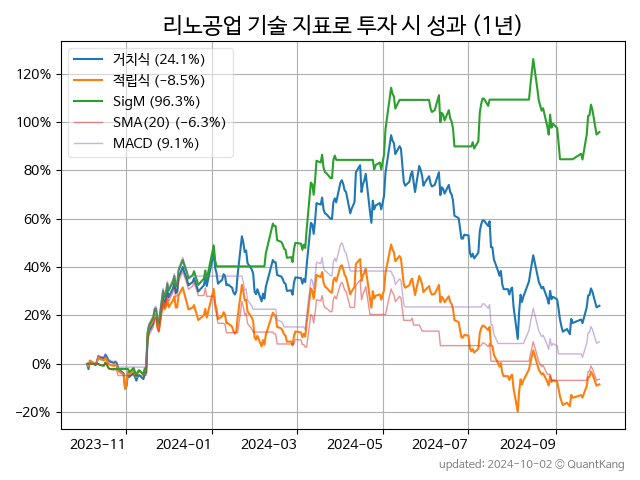 리노공업 기술 지표로 투자 시 성과 (1년)
거치식 (24.1%)
적립식 (−8.5%)
SigM (96.3%)
SMA(20) (−6.3%)
MACD (9.1%)
120%
100%
80%
60%
40%
20%
0%
−20%
2023-11 2024-01 2024-03 2024-05 2024-07 2024-09
updated: 2024-10-02 © QuantKang